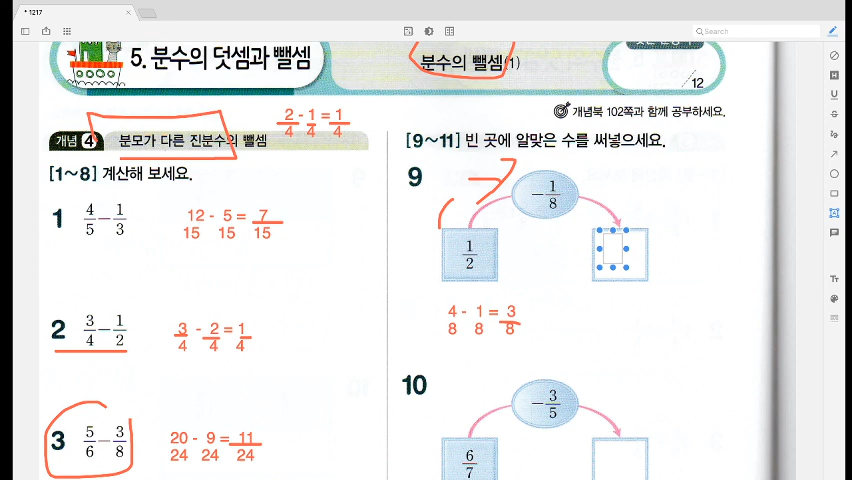 1217
Search
5. 분수의 덧셈과 뺄셈
분수의 뺄셈(1)
12
개념북 102쪽과 함께 공부하세요.
개념 4 분모가 다른 진분수의 뺄셈
2/4 - 1/4 = 1/4
[1~8] 계산해 보세요.
1 4/5 - 1/3
12 - 5 = 7
15 15 15
2 3/4 - 1/2
3/4 - 2/4 = 1/4
3 5/6 - 3/8
20 - 9 = 11
24 24 24
[9~11] 빈 곳에 알맞은 수를 써넣으세요.
9
- 1/8
1/2
4 - 1 = 3
8 8 8
10
- 3/5
6/7